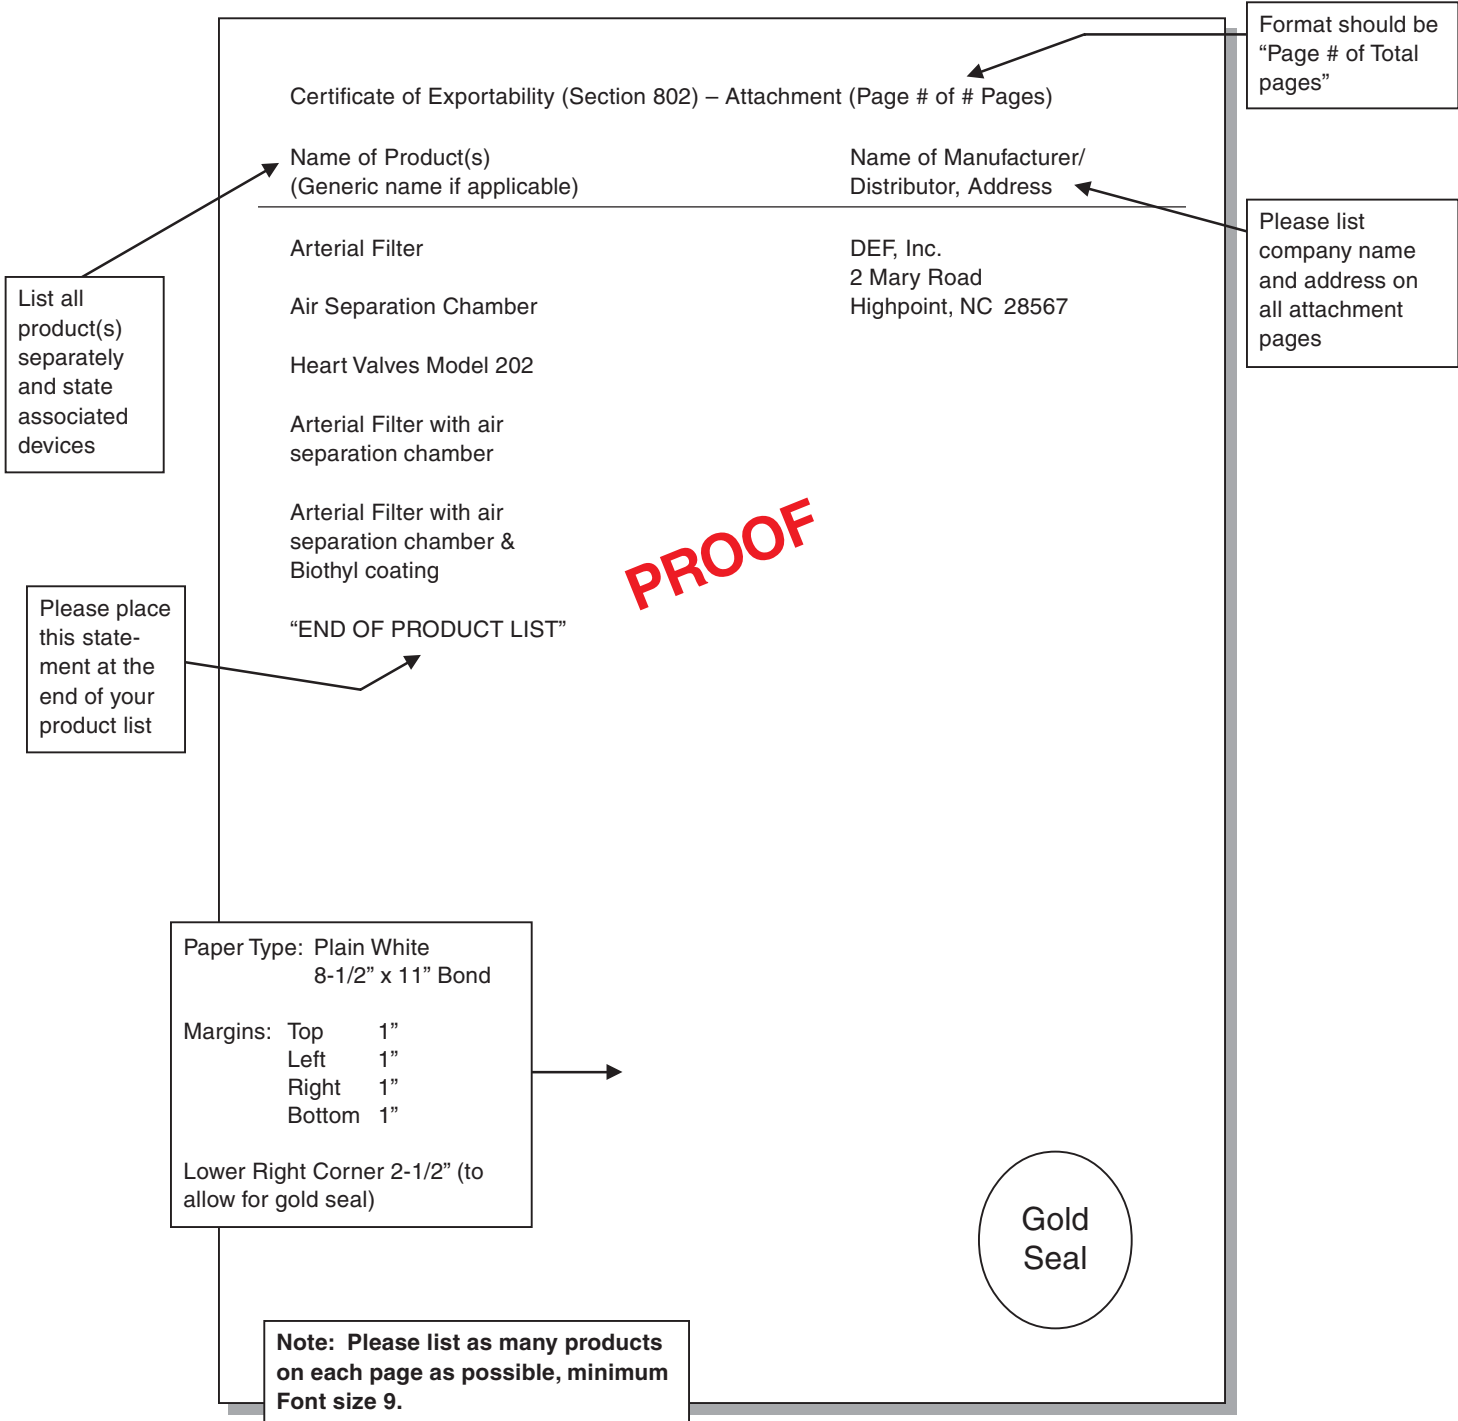 Format should be
“Page # of Total
pages”
Certificate of Exportability (Section 802) – Attachment (Page # of # Pages)
Name of Product(s)
(Generic name if applicable)
Name of Manufacturer/
Distributor, Address
Please list
company name
and address on
all attachment
pages
List all
product(s)
separately
and state
associated
devices
Arterial Filter
Air Separation Chamber
Heart Valves Model 202
Arterial Filter with air
separation chamber
Arterial Filter with air
separation chamber &
Biothyl coating
“END OF PRODUCT LIST”
DEF, Inc.
2 Mary Road
Highpoint, NC  28567
PROOF
Please place
this state-
ment at the
end of your
product list
Paper Type:  Plain White
8-1/2” x 11” Bond
Margins:  Top 1”
Left 1”
Right 1”
Bottom 1”
Lower Right Corner 2-1/2” (to
allow for gold seal)
Gold
Seal
Note:  Please list as many products
on each page as possible, minimum
Font size 9.